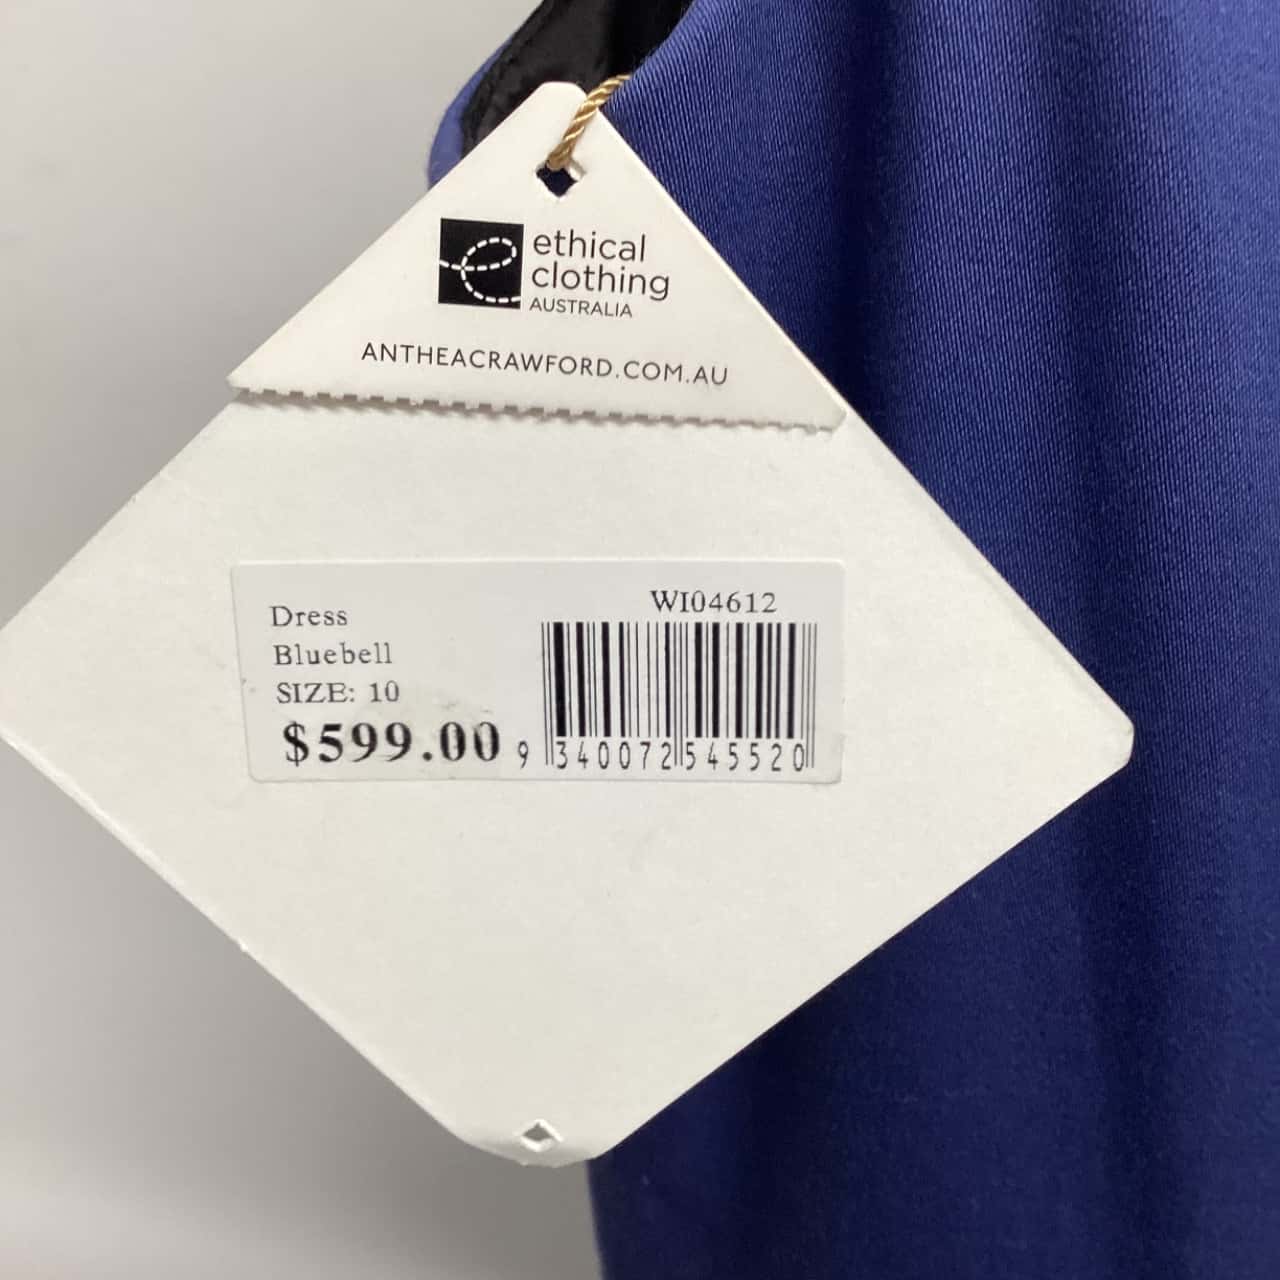 ethical
clothing
AUSTRALIA
ANTHEACRAWFORD.COM.AU
WI04612
Dress
Bluebell
SIZE: 10
$599.00
9 340072 545520